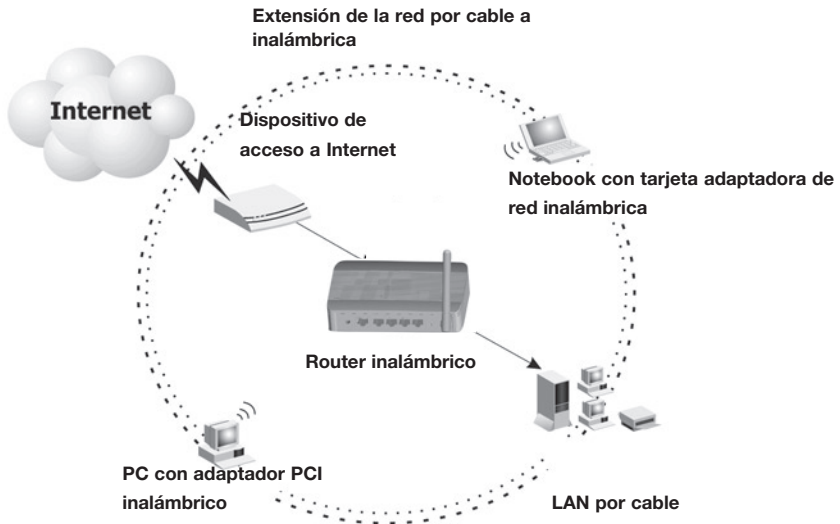 Extensión de la red por cable a
inalámbrica
Internet
Dispositivo de
acceso a Internet
Notebook con tarjeta adaptadora de
red inalámbrica
Router inalámbrico
PC con adaptador PCI
inalámbrico
LAN por cable